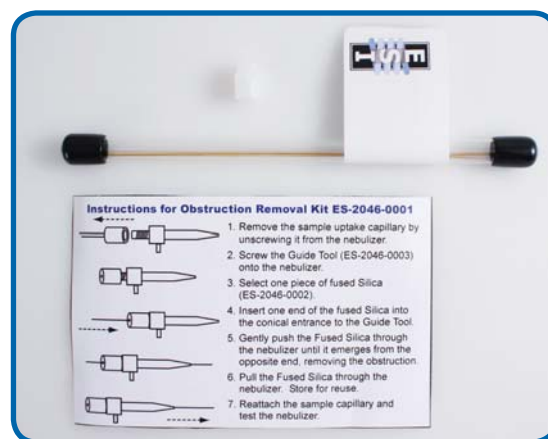 ESI
Instructions for Obstruction Removal Kit ES-2046-0001
1. Remove the sample uptake capillary by
unscrewing it from the nebulizer.
2. Screw the Guide Tool (ES-2046-0003)
onto the nebulizer.
3. Select one piece of fused Silica
(ES-2046-0002).
4. Insert one end of the fused Silica into
the conical entrance to the Guide Tool.
5. Gently push the Fused Silica through
the nebulizer until it emerges from the
opposite end, removing the obstruction.
6. Pull the Fused Silica through the
nebulizer. Store for reuse.
7. Reattach the sample capillary and
test the nebulizer.